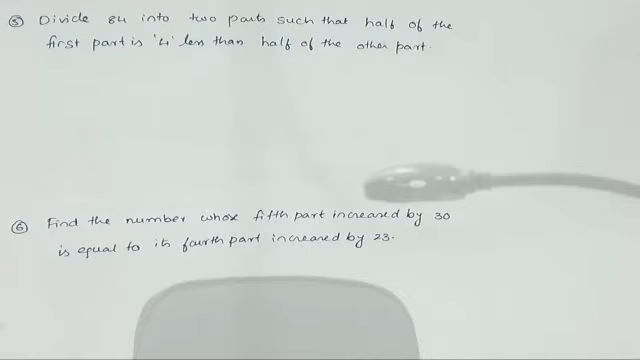 ⑤ Divide 84 into two parts such that half of the
first part is '4' less than half of the other part.
⑥ Find the number whose fifth part increased by 30
is equal to its fourth part increased by 23.